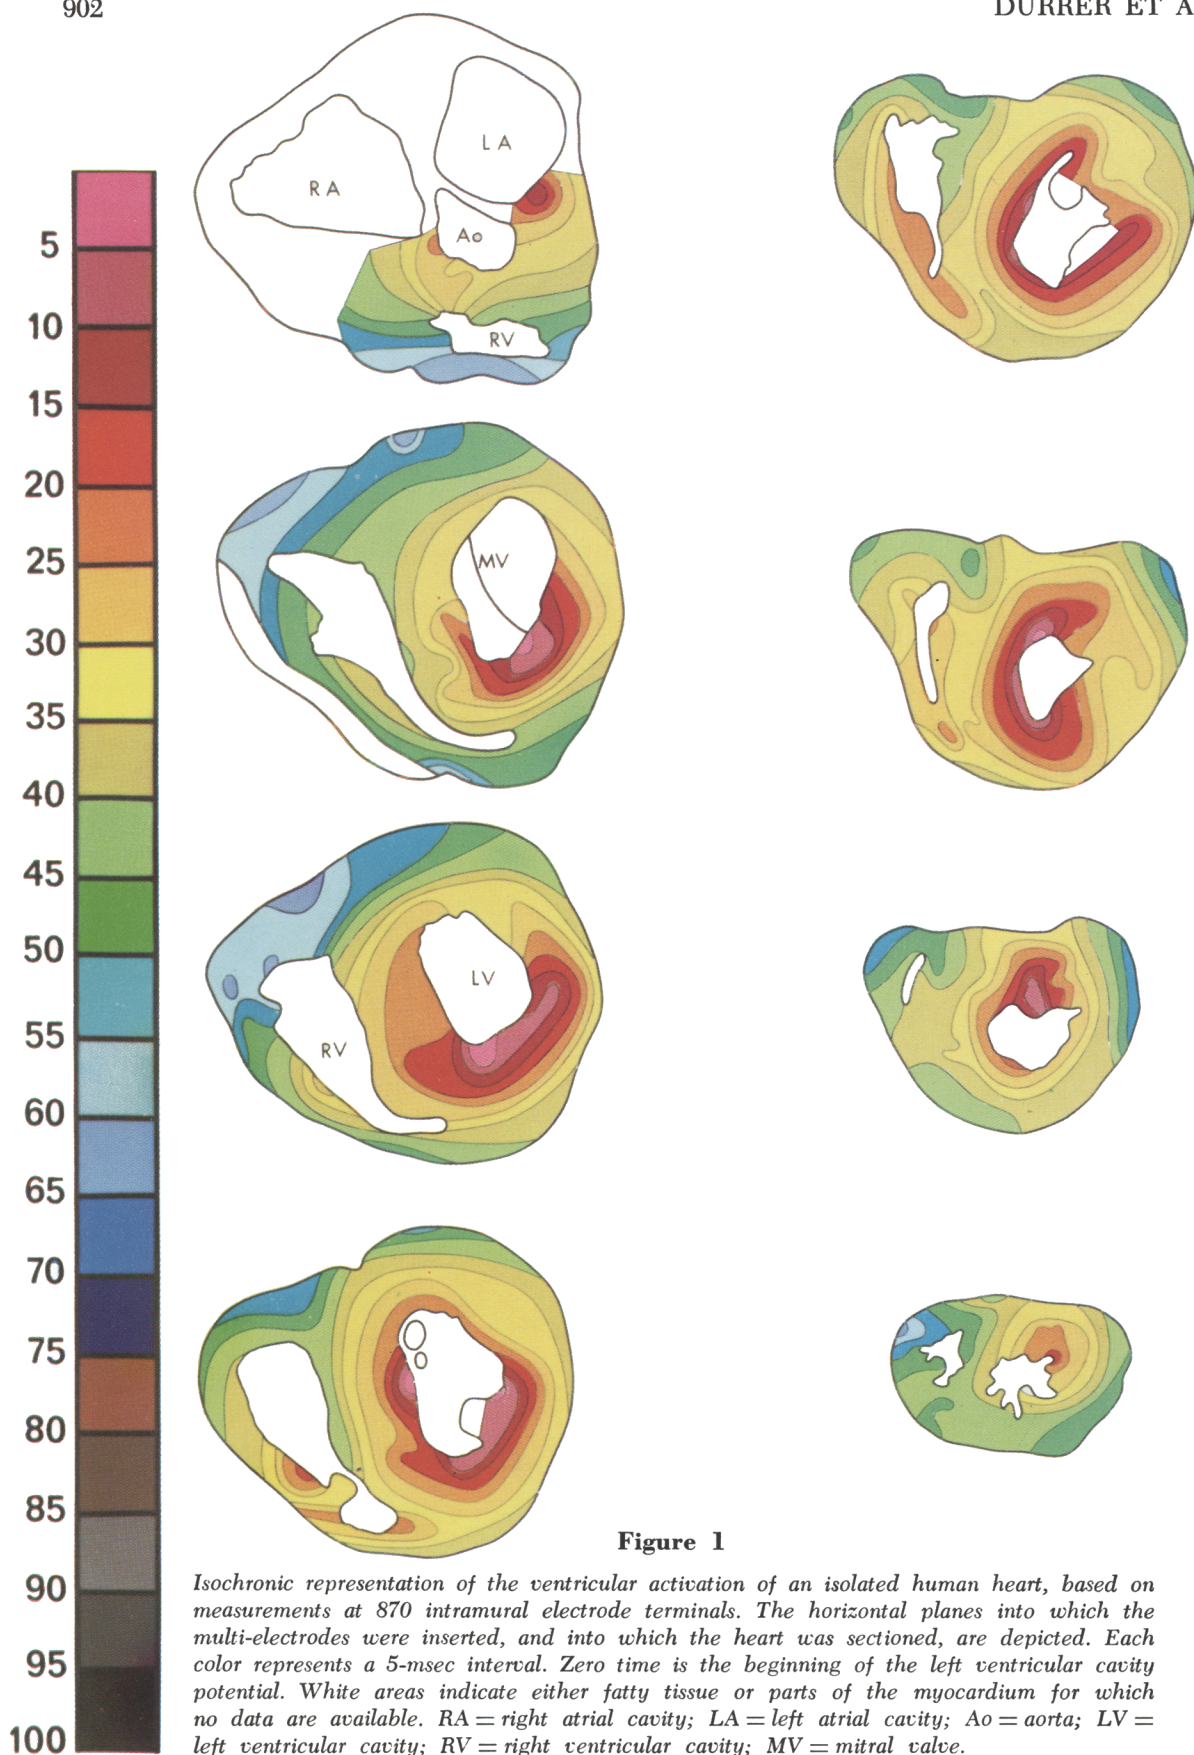 902
DURRER ET A
5
10
15
20
25
30
35
40
45
50
55
60
65
70
75
80
85
90
95
100
LA
RA
Ao
RV
MV
LV
RV
Figure 1
Isochronic representation of the ventricular activation of an isolated human heart, based on
measurements at 870 intramural electrode terminals. The horizontal planes into which the
multi-electrodes were inserted, and into which the heart was sectioned, are depicted. Each
color represents a 5-msec interval. Zero time is the beginning of the left ventricular cavity
potential. White areas indicate either fatty tissue or parts of the myocardium for which
no data are available. RA = right atrial cavity; LA = left atrial cavity; Ao = aorta; LV =
left ventricular cavity; RV = right ventricular cavity; MV = mitral valve.